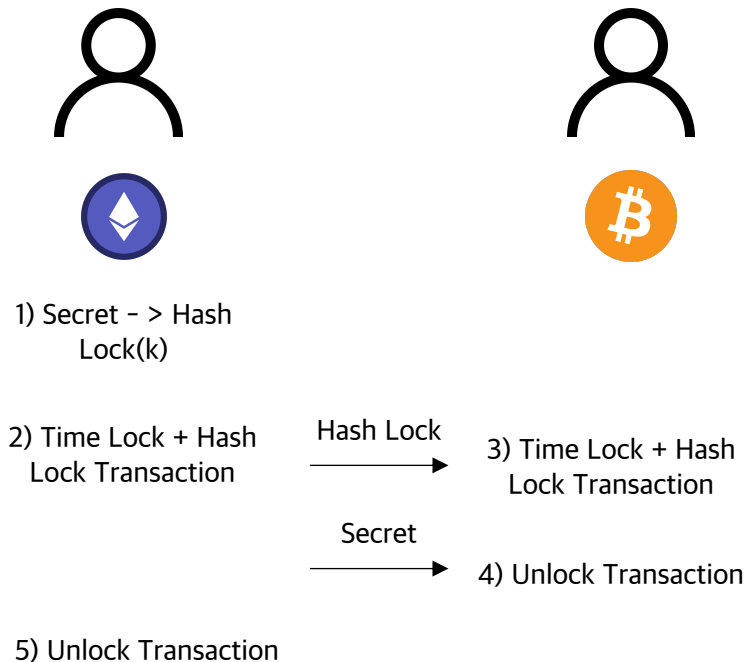 1) Secret - > Hash
Lock(k)
2) Time Lock + Hash
Lock Transaction
Hash Lock
3) Time Lock + Hash
Lock Transaction
Secret
4) Unlock Transaction
5) Unlock Transaction